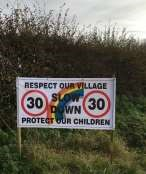 RESPECT OUR VILLAGE
30 SLOW 30
DOWN
PROTECT OUR CHILDREN